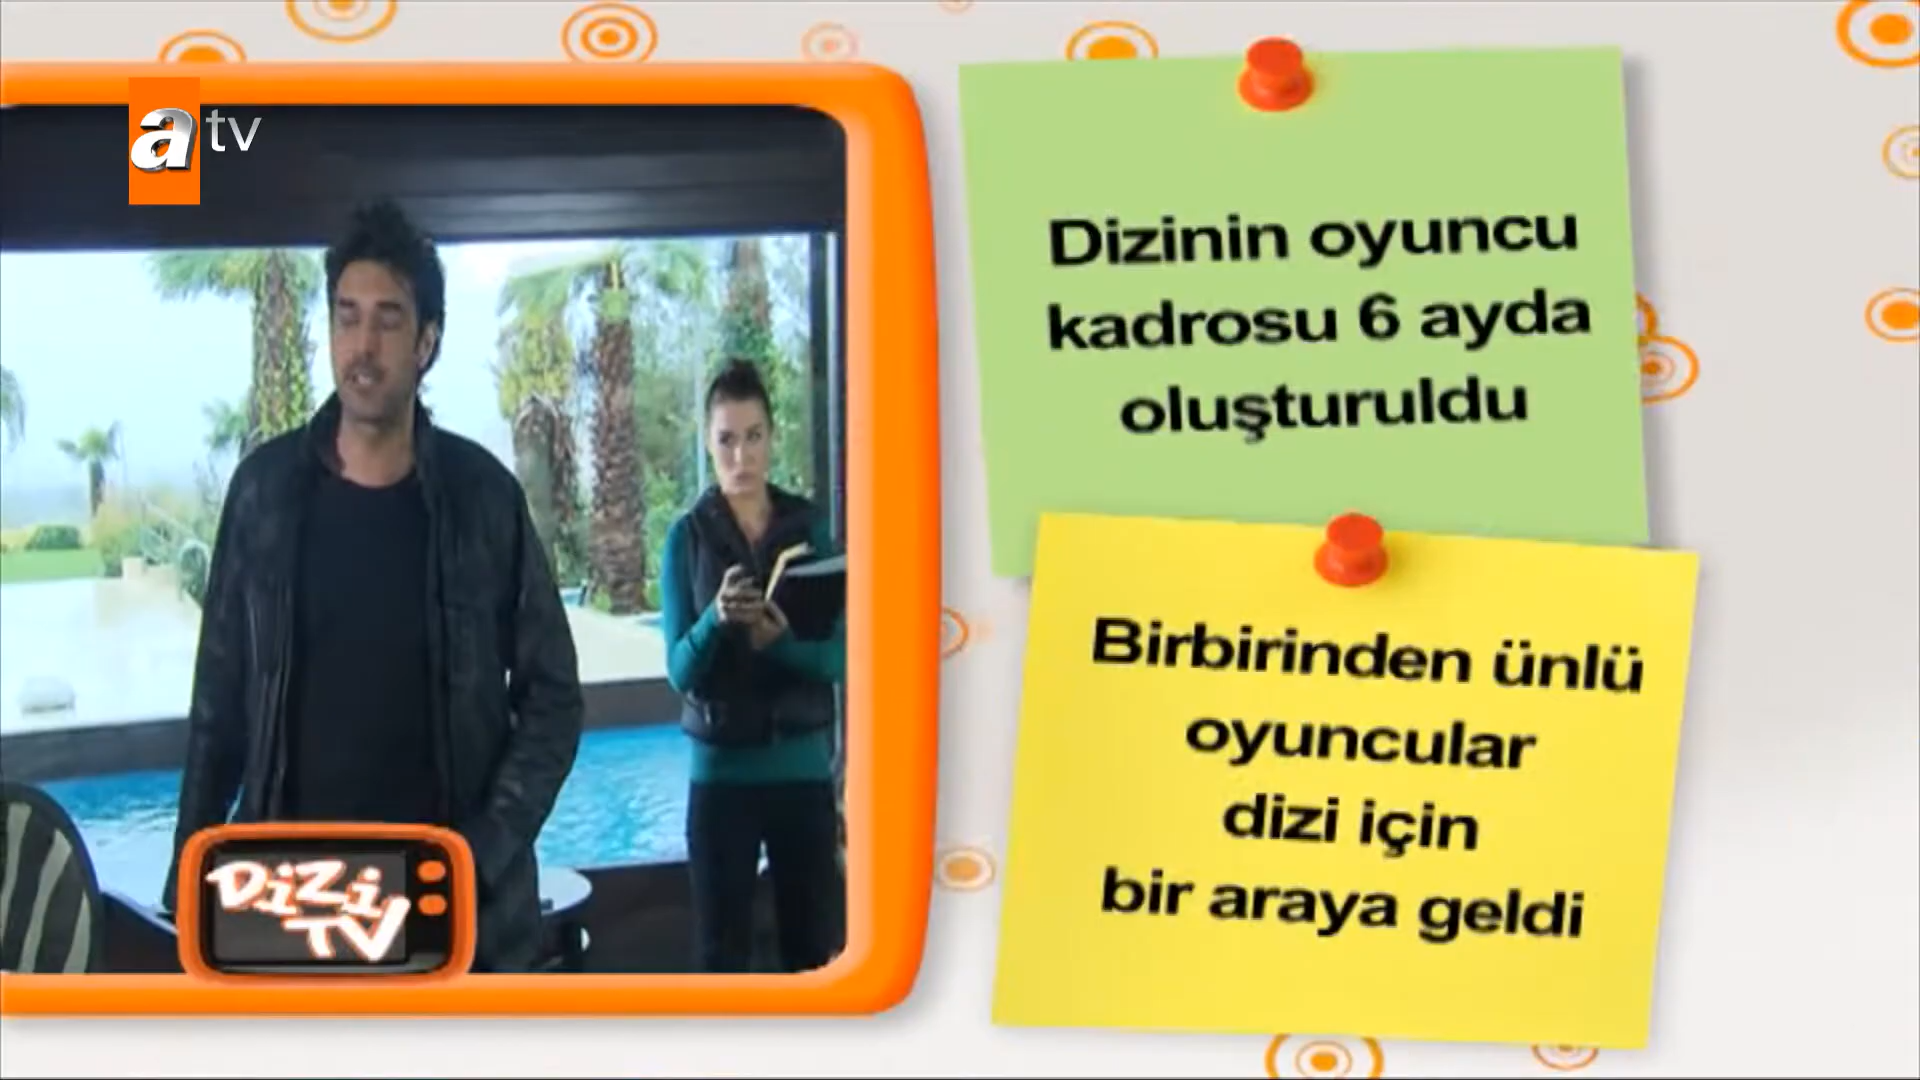 atv
Dizinin oyuncu
kadrosu 6 ayda
oluşturuldu
Birbirinden ünlü
oyuncular
dizi için
bir araya geldi
DiZi
TV